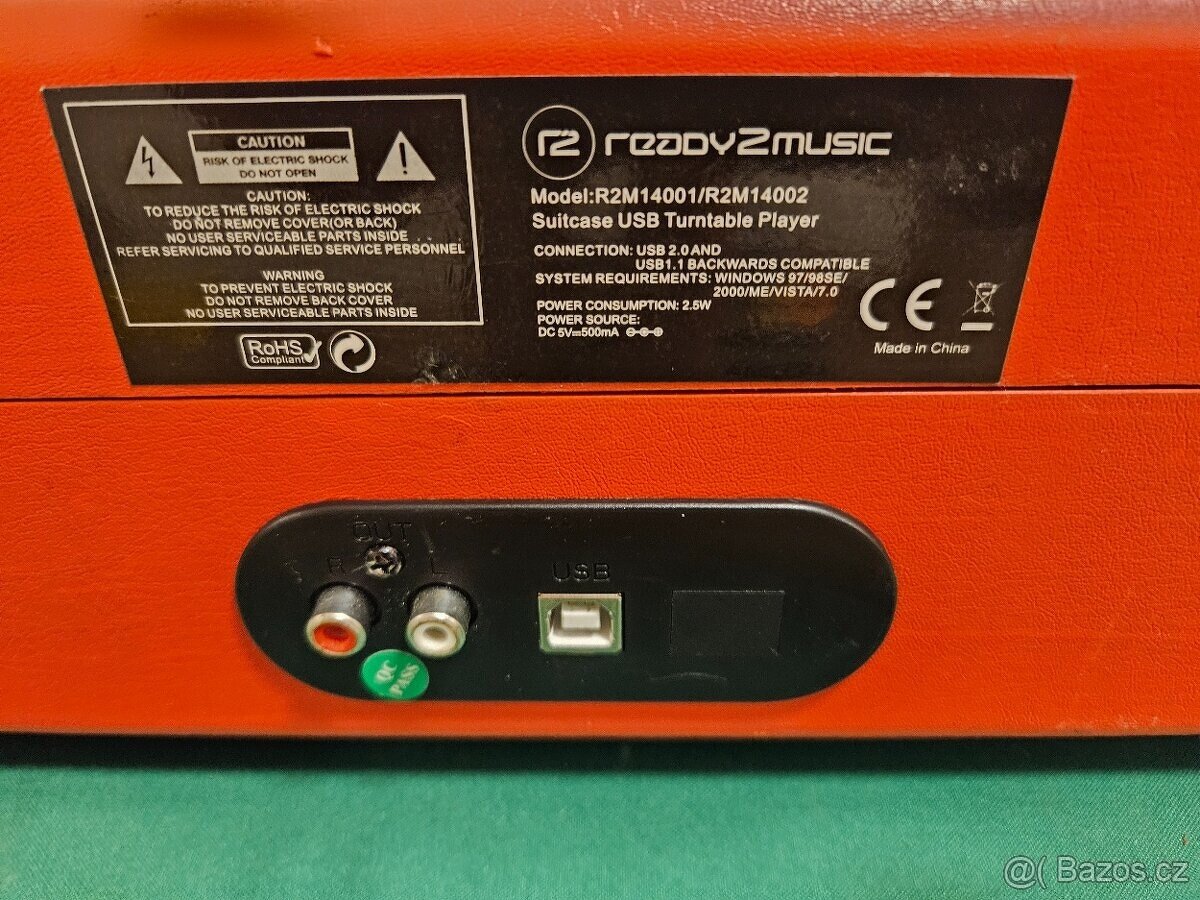 CAUTION
RISK OF ELECTRIC SHOCK
DO NOT OPEN
CAUTION:
TO REDUCE THE RISK OF ELECTRIC SHOCK
DO NOT REMOVE COVER(OR BACK)
NO USER SERVICEABLE PARTS INSIDE
REFER SERVICING TO QUALIFIED SERVICE PERSONNEL
WARNING
TO PREVENT ELECTRIC SHOCK
DO NOT REMOVE BACK COVER
NO USER SERVICEABLE PARTS INSIDE
RoHS
Compliant
r2 ready2music
Model:R2M14001/R2M14002
Suitcase USB Turntable Player
CONNECTION: USB 2.0 AND
USB1.1 BACKWARDS COMPATIBLE
SYSTEM REQUIREMENTS: WINDOWS 97/98SE/
2000/ME/VISTA/7.0
POWER CONSUMPTION: 2.5W
POWER SOURCE:
DC 5V⎓500mA
CE
Made in China
OUT
R L
USB
QC
PASS
@( Bazos.cz